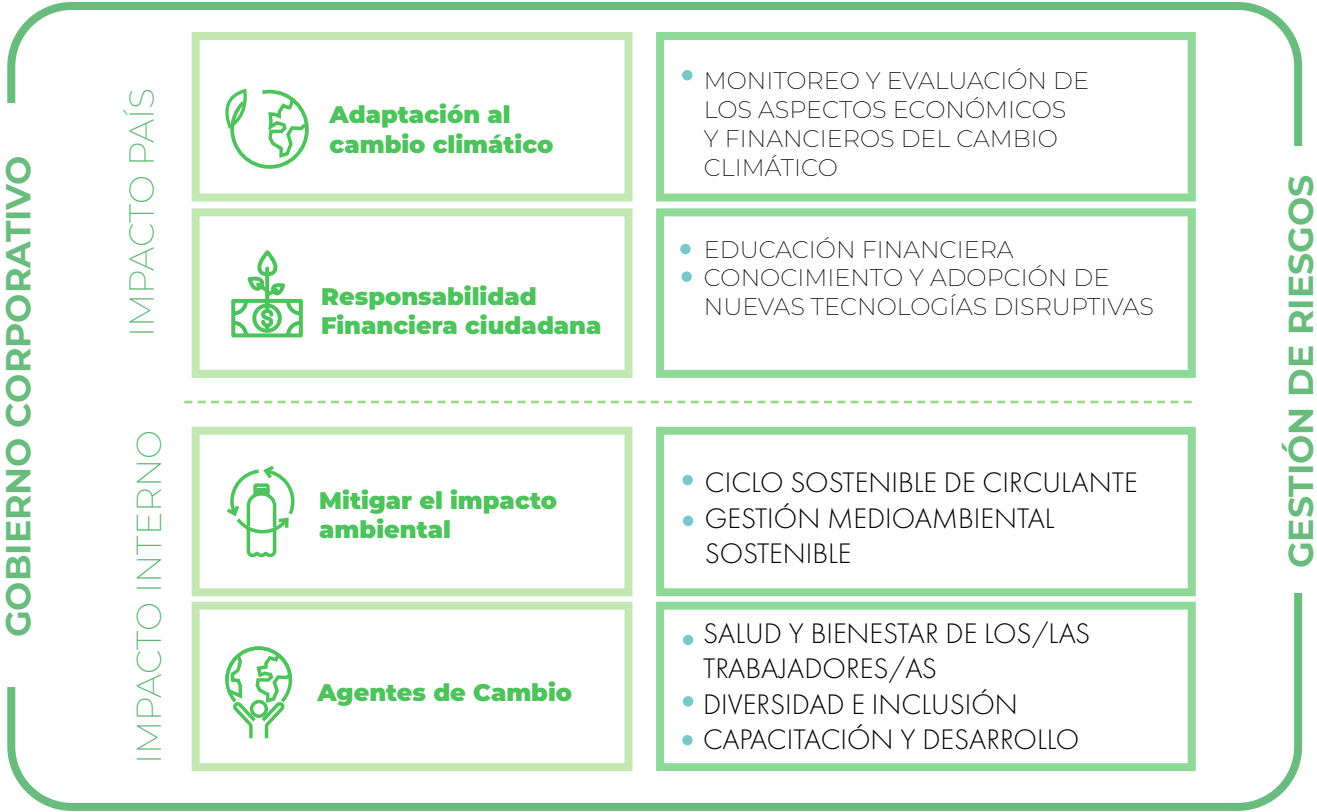 GOBIERNO CORPORATIVO
IMPACTO PAÍS
Adaptación al
cambio climático
MONITOREO Y EVALUACIÓN DE
LOS ASPECTOS ECONÓMICOS
Y FINANCIEROS DEL CAMBIO
CLIMÁTICO
Responsabilidad
Financiera ciudadana
$
EDUCACIÓN FINANCIERA
CONOCIMIENTO Y ADOPCIÓN DE
NUEVAS TECNOLOGÍAS DISRUPTIVAS
IMPACTO INTERNO
Mitigar el impacto
ambiental
CICLO SOSTENIBLE DE CIRCULANTE
GESTIÓN MEDIOAMBIENTAL
SOSTENIBLE
Agentes de Cambio
SALUD Y BIENESTAR DE LOS/LAS
TRABAJADORES/AS
DIVERSIDAD E INCLUSIÓN
CAPACITACIÓN Y DESARROLLO
GESTIÓN DE RIESGOS